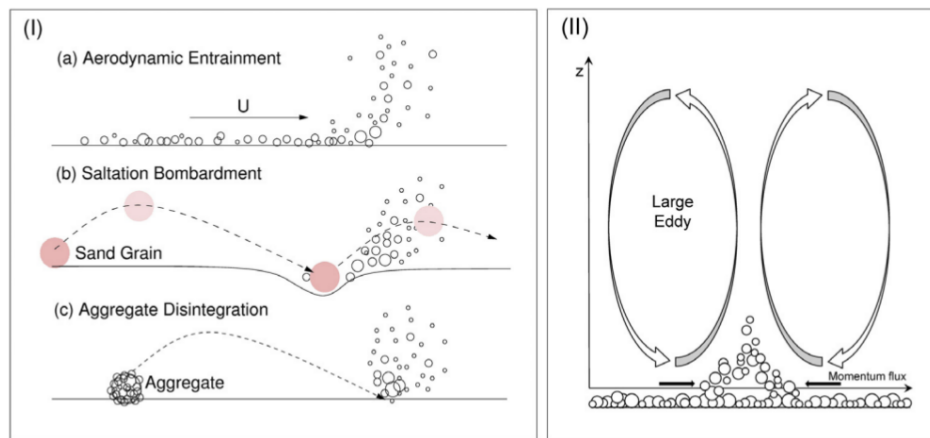 (I)
(a) Aerodynamic Entrainment
U
(b) Saltation Bombardment
Sand Grain
(c) Aggregate Disintegration
Aggregate
(II)
z
Large
Eddy
Momentum flux